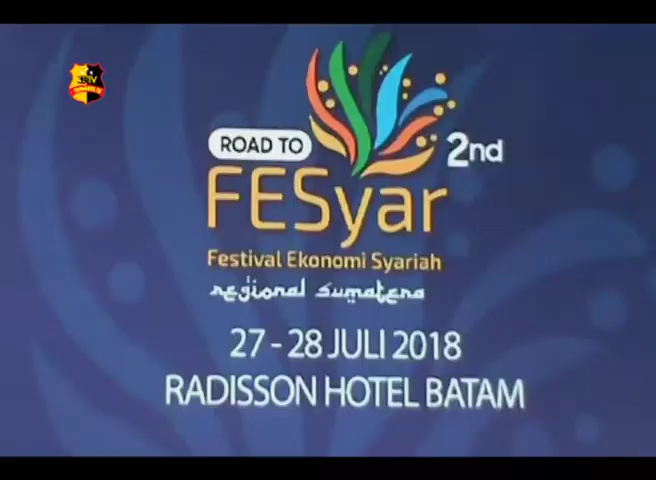 ROAD TO
2nd
FESyar
Festival Ekonomi Syariah
regional sumatera
27 - 28 JULI 2018
RADISSON HOTEL BATAM